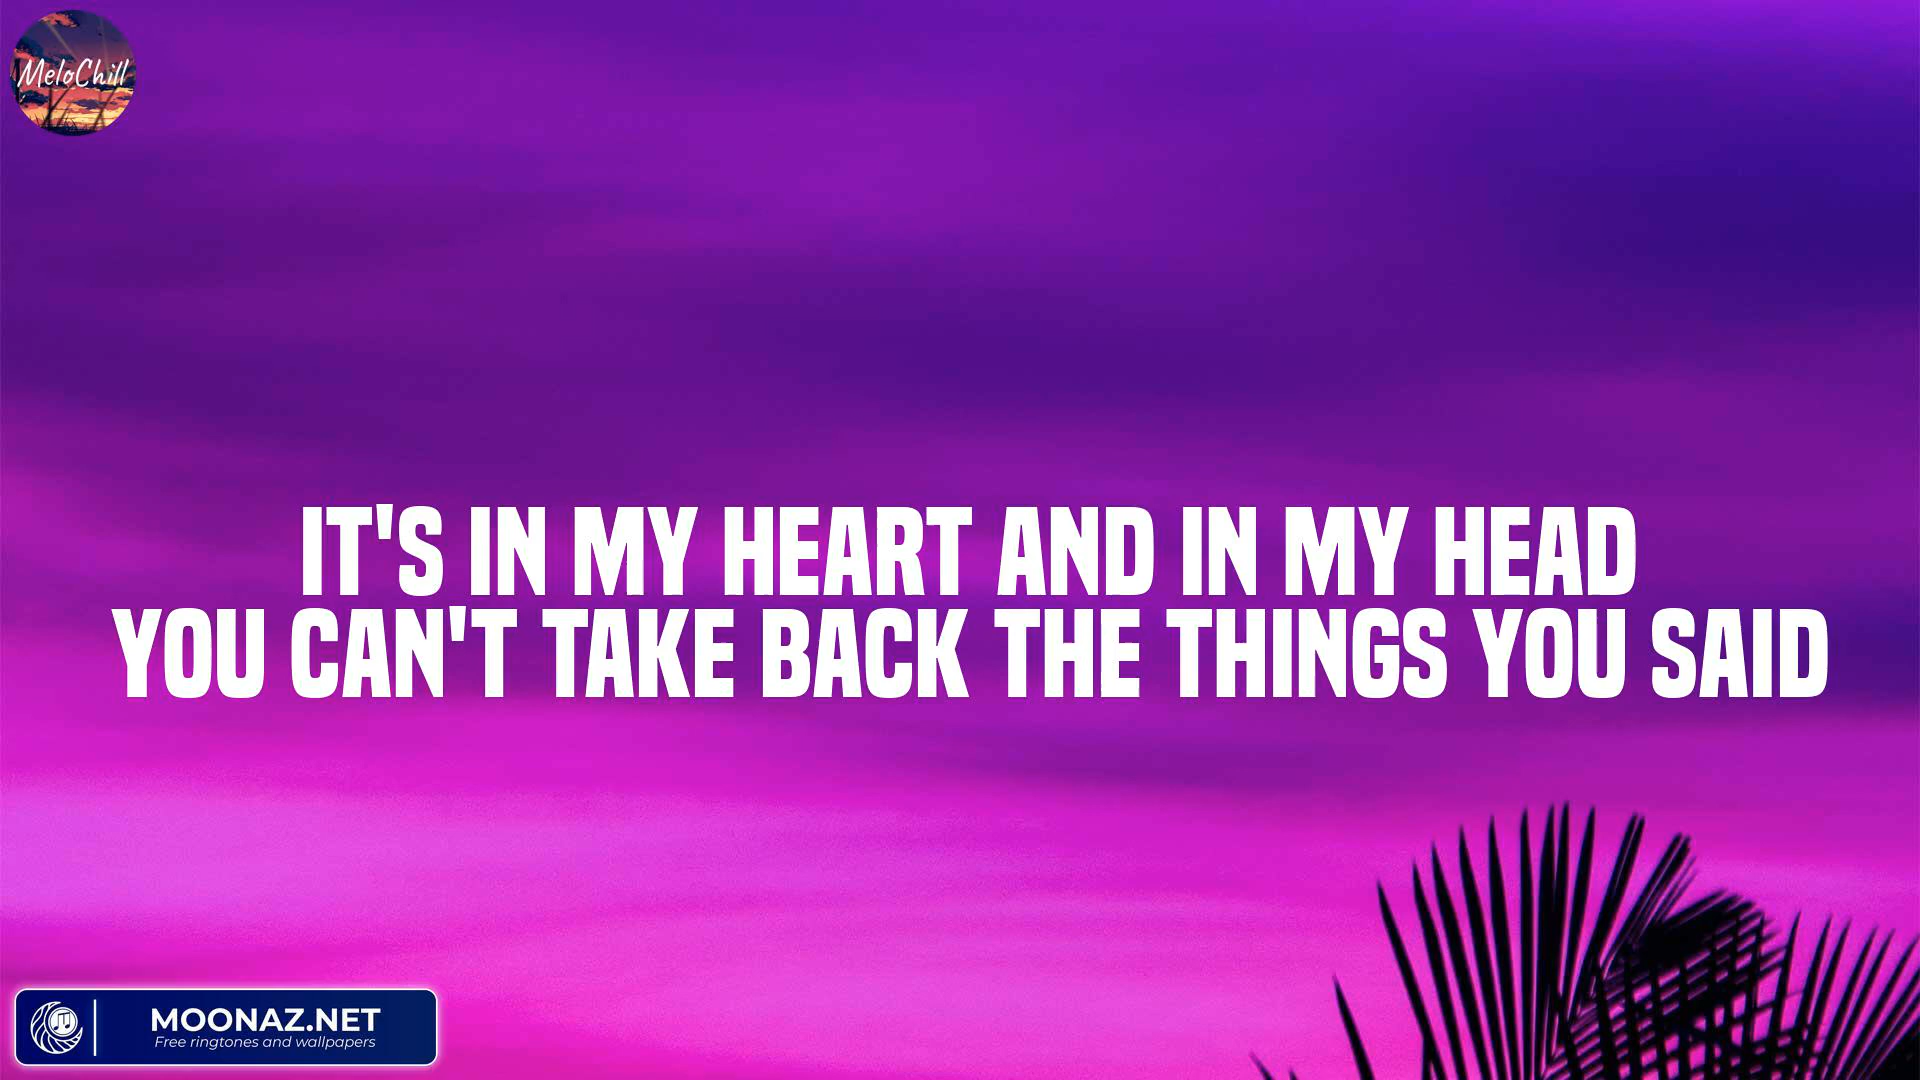 MeloChill
IT'S IN MY HEART AND IN MY HEAD
YOU CAN'T TAKE BACK THE THINGS YOU SAID
MOONAZ.NET
Free ringtones and wallpapers